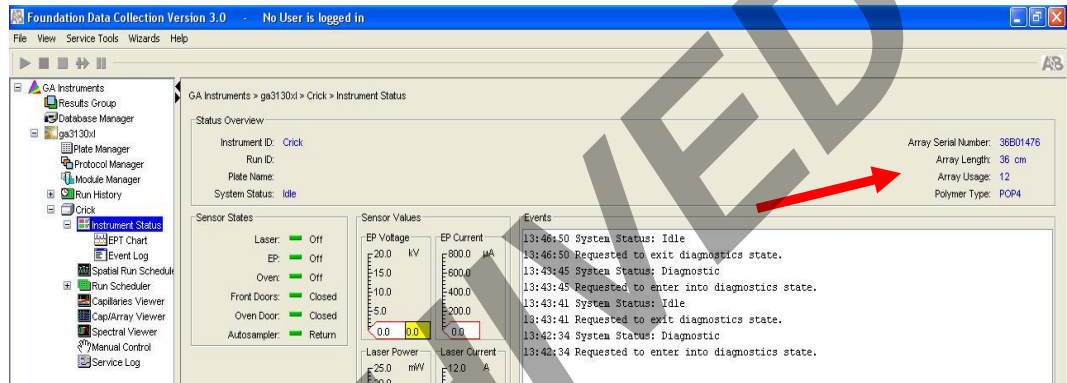 Foundation Data Collection Version 3.0 - No User is logged in
File View Service Tools Wizards Help
AB
GA Instruments
Results Group
Database Manager
ga3130xl
Plate Manager
Protocol Manager
Module Manager
Run History
Crick
Instrument Status
EPT Chart
Event Log
Spatial Run Schedule
Run Scheduler
Capillaries Viewer
Cap/Array Viewer
Spectral Viewer
Manual Control
Service Log
GA Instruments > ga3130xl > Crick > Instrument Status
Status Overview
Instrument ID: Crick
Run ID:
Plate Name:
System Status: Idle
Array Serial Number: 36B01476
Array Length: 36 cm
Array Usage: 12
Polymer Type: POP4
Sensor States
Laser: Off
EP: Off
Oven: Off
Front Doors: Closed
Oven Door: Closed
Autosampler: Return
Sensor Values
EP Voltage
20.0 kV
15.0
10.0
5.0
0.0 0.0
EP Current
800.0 µA
600.0
400.0
200.0
0.0
Laser Power
25.0 mW
Laser Current
12.0 A
Events
13:46:50 System Status: Idle
13:46:50 Requested to exit diagnostics state.
13:43:45 System Status: Diagnostic
13:43:45 Requested to enter into diagnostics state.
13:43:41 System Status: Idle
13:43:41 Requested to exit diagnostics state.
13:42:34 System Status: Diagnostic
13:42:34 Requested to enter into diagnostics state.